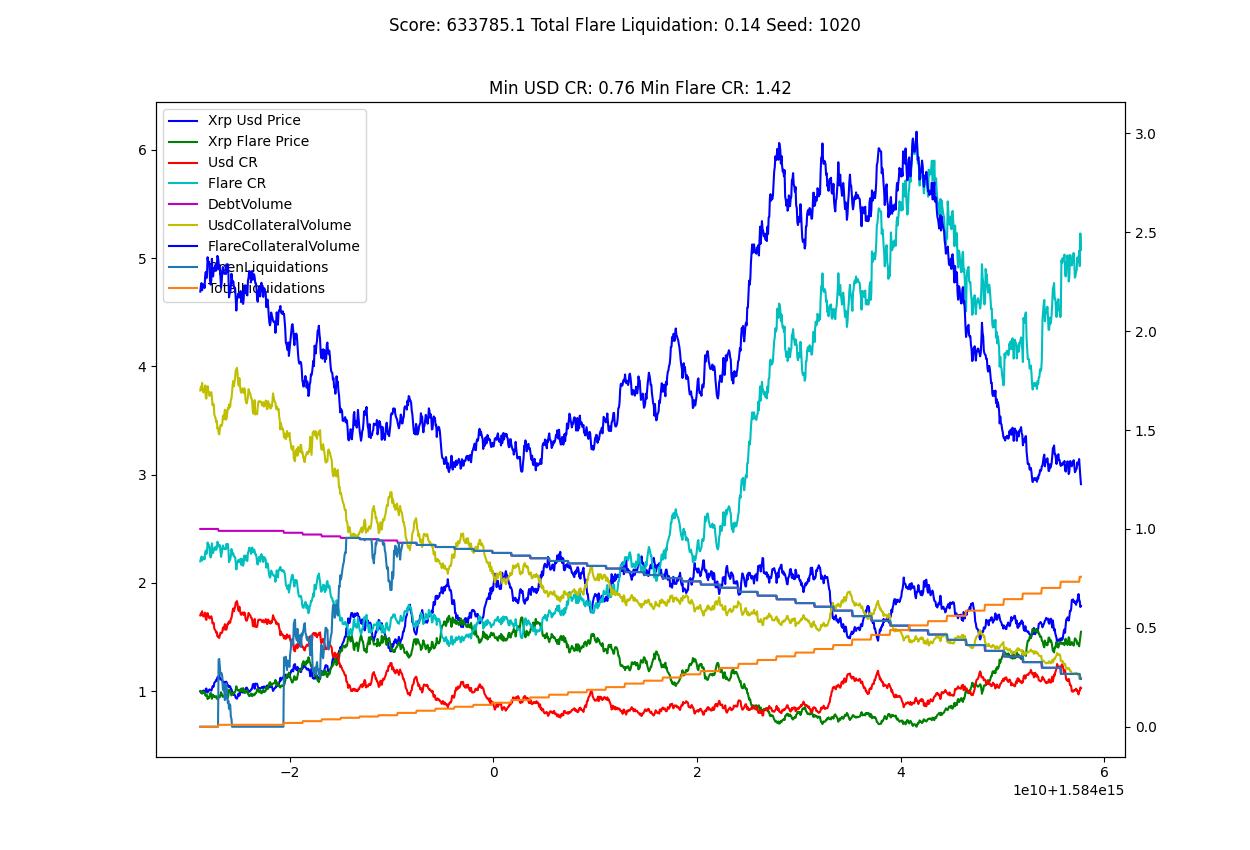 Score: 633785.1 Total Flare Liquidation: 0.14 Seed: 1020
Min USD CR: 0.76 Min Flare CR: 1.42
Xrp Usd Price
Xrp Flare Price
Usd CR
Flare CR
DebtVolume
UsdCollateralVolume
FlareCollateralVolume
OpenLiquidations
TotalLiquidations
6
5
4
3
2
1
3.0
2.5
2.0
1.5
1.0
0.5
0.0
−2
0
2
4
6
1e10+1.584e15